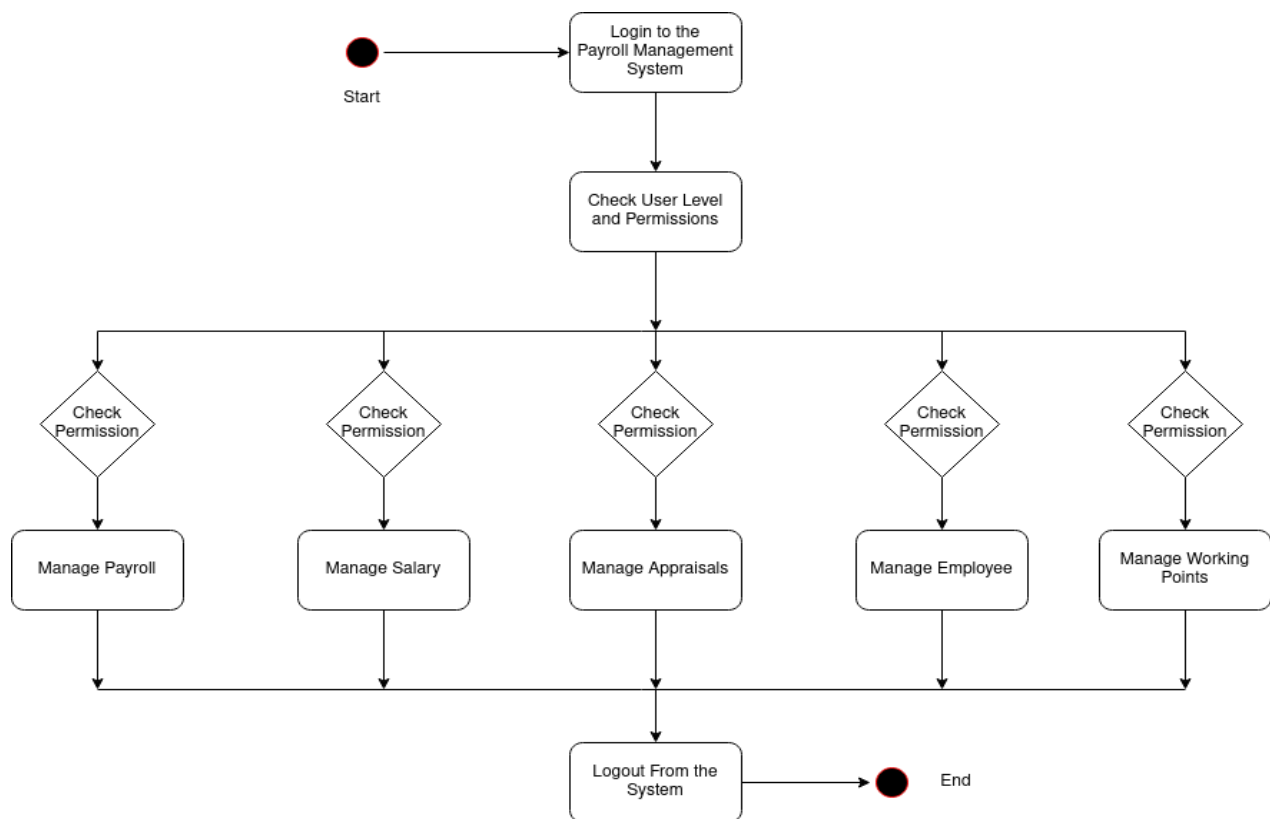 Login to the
Payroll Management
System
Start
Check User Level
and Permissions
Check
Permission
Check
Permission
Check
Permission
Check
Permission
Check
Permission
Manage Payroll
Manage Salary
Manage Appraisals
Manage Employee
Manage Working
Points
Logout From the
System
End